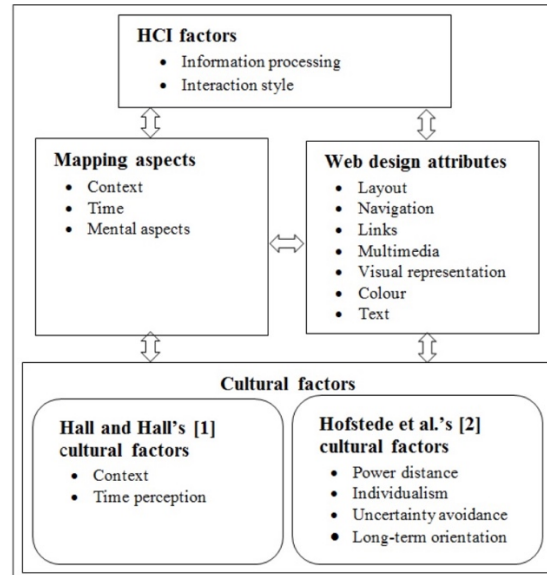 HCI factors
• Information processing
• Interaction style
Mapping aspects
• Context
• Time
• Mental aspects
Web design attributes
• Layout
• Navigation
• Links
• Multimedia
• Visual representation
• Colour
• Text
Cultural factors
Hall and Hall's [1]
cultural factors
• Context
• Time perception
Hofstede et al.'s [2]
cultural factors
• Power distance
• Individualism
• Uncertainty avoidance
• Long-term orientation